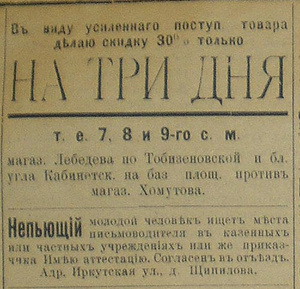 Въ виду усиленнаго поступ. товара
дѣлаю скидку 30% только
НА ТРИ ДНЯ
т. е. 7, 8 и 9-го с. м.
магаз. Лебедева по Тобизеновской и бл.
угла Кабинетск. на баз. площ. противъ
магаз. Хомутова.
Непьющій молодой человѣкъ ищетъ мѣста
письмоводителя въ казенныхъ
или частныхъ учрежденіяхъ или же приказ-
чика Имѣю аттестацію. Согласенъ въ отъѣздъ.
Адр. Иркутская ул., д. Щипилова.